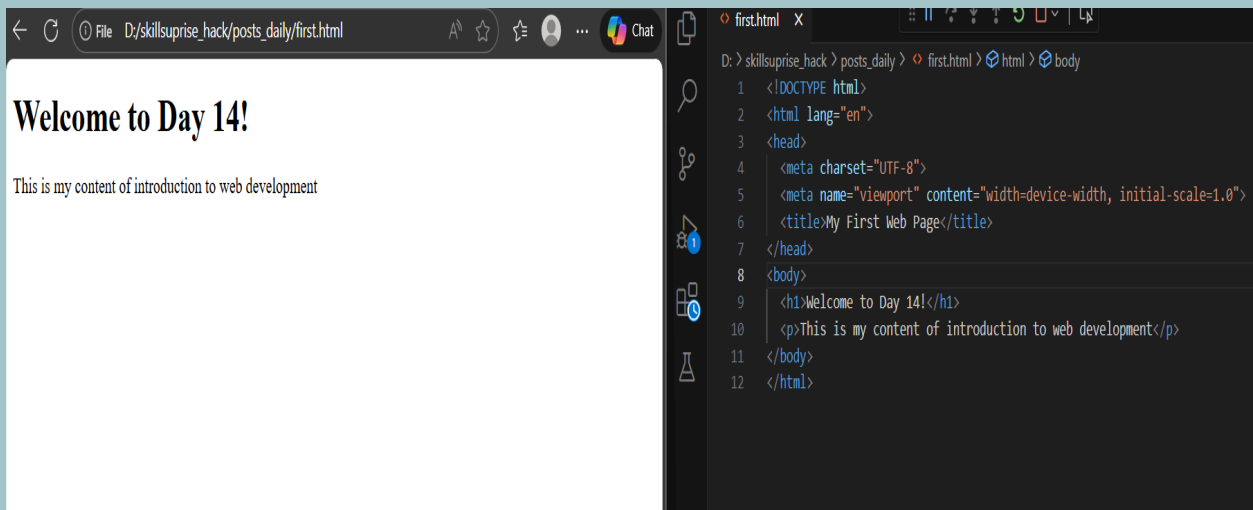 File D:/skillsuprise_hack/posts_daily/first.html
Chat
Welcome to Day 14!
This is my content of introduction to web development
first.html X
D: > skillsuprise_hack > posts_daily > first.html > html > body
1 <!DOCTYPE html>
2 <html lang="en">
3 <head>
4 <meta charset="UTF-8">
5 <meta name="viewport" content="width=device-width, initial-scale=1.0">
6 <title>My First Web Page</title>
7 </head>
8 <body>
9 <h1>Welcome to Day 14!</h1>
10 <p>This is my content of introduction to web development</p>
11 </body>
12 </html>
1